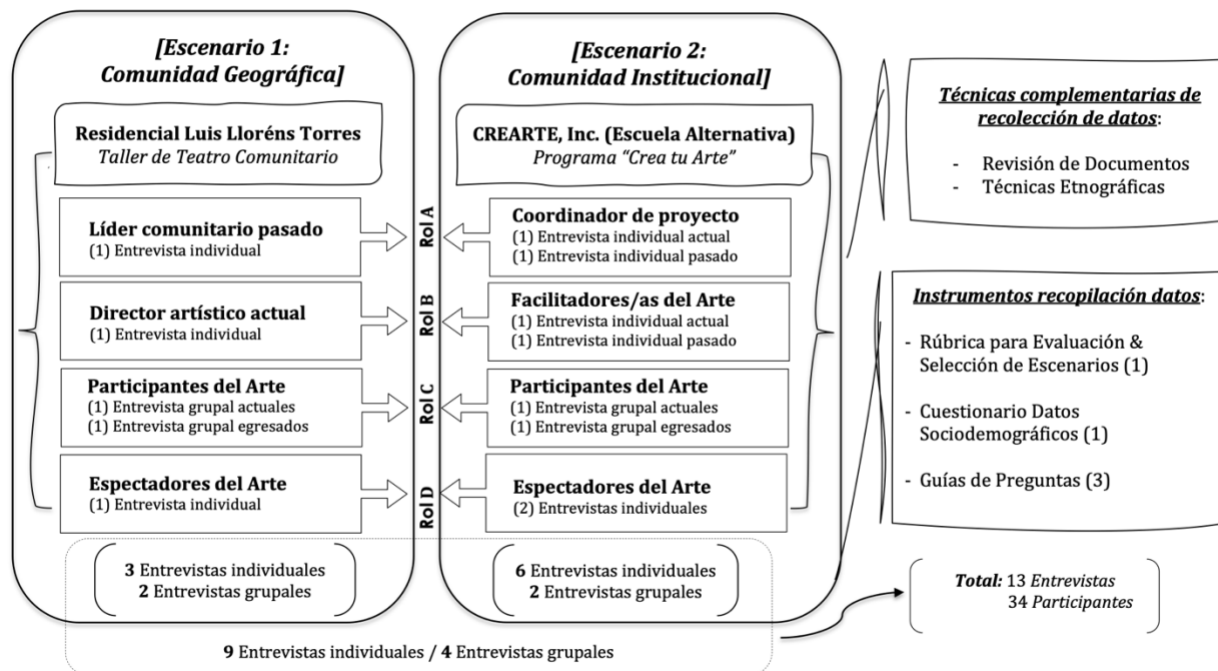 [Escenario 1:
Comunidad Geográfica]
Residencial Luis Lloréns Torres
Taller de Teatro Comunitario
Líder comunitario pasado
(1) Entrevista individual
Director artístico actual
(1) Entrevista individual
Participantes del Arte
(1) Entrevista grupal actuales
(1) Entrevista grupal egresados
Espectadores del Arte
(1) Entrevista individual
3 Entrevistas individuales
2 Entrevistas grupales
Rol A
Rol B
Rol C
Rol D
[Escenario 2:
Comunidad Institucional]
CREARTE, Inc. (Escuela Alternativa)
Programa “Crea tu Arte”
Coordinador de proyecto
(1) Entrevista individual actual
(1) Entrevista individual pasado
Facilitadores/as del Arte
(1) Entrevista individual actual
(1) Entrevista individual pasado
Participantes del Arte
(1) Entrevista grupal actuales
(1) Entrevista grupal egresados
Espectadores del Arte
(2) Entrevistas individuales
6 Entrevistas individuales
2 Entrevistas grupales
9 Entrevistas individuales / 4 Entrevistas grupales
Técnicas complementarias de
recolección de datos:
- Revisión de Documentos
- Técnicas Etnográficas
Instrumentos recopilación datos:
- Rúbrica para Evaluación &
Selección de Escenarios (1)
- Cuestionario Datos
Sociodemográficos (1)
- Guías de Preguntas (3)
Total: 13 Entrevistas
34 Participantes